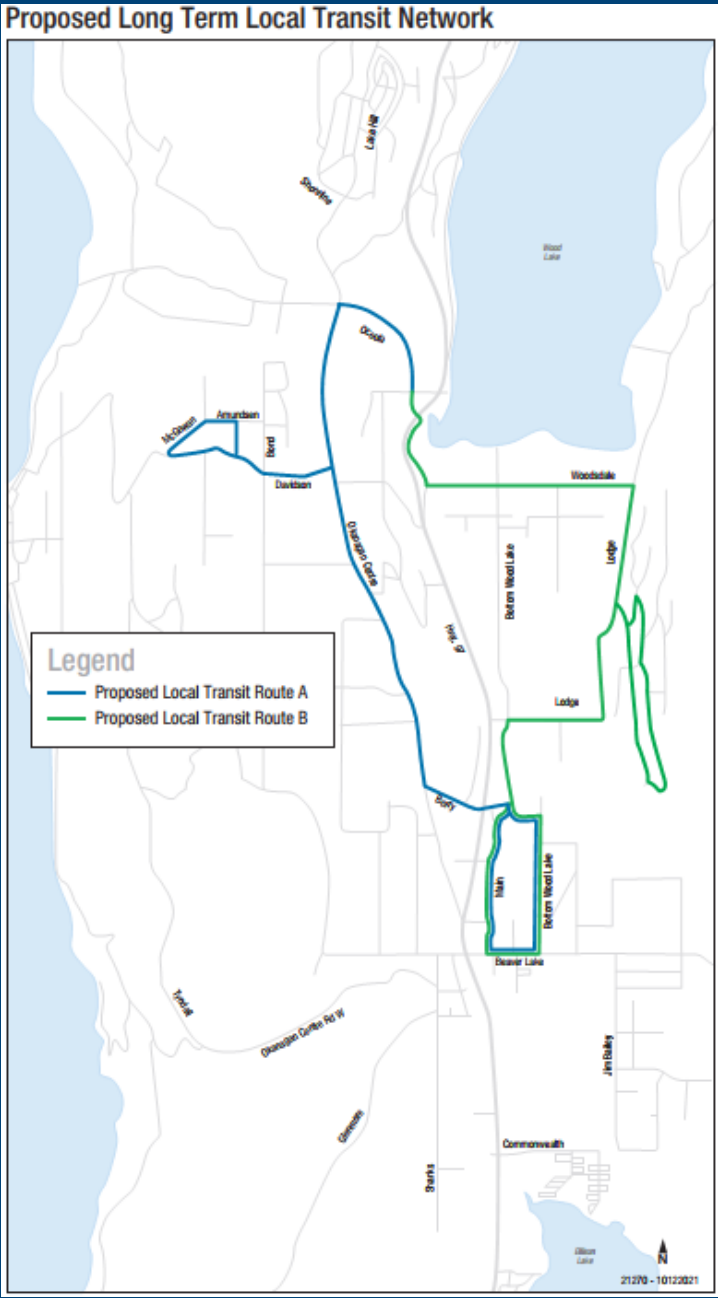 Proposed Long Term Local Transit Network
Lake Hill
Shoreline
Wood
Lake
Oceola
McGowan
Amundsen
Bond
Davidson
Woodsdale
Okanagan Centre
Bottom Wood Lake
Lodge
Hwy 97
Legend
Proposed Local Transit Route A
Proposed Local Transit Route B
Lodge
Main
Bottom Wood Lake
Beaver Lake
Tyndall
Okanagan Centre Rd W
Jim Bailey
Glenmore
Commonwealth
Shanks
Ellison
Lake
N
21270 - 10122021